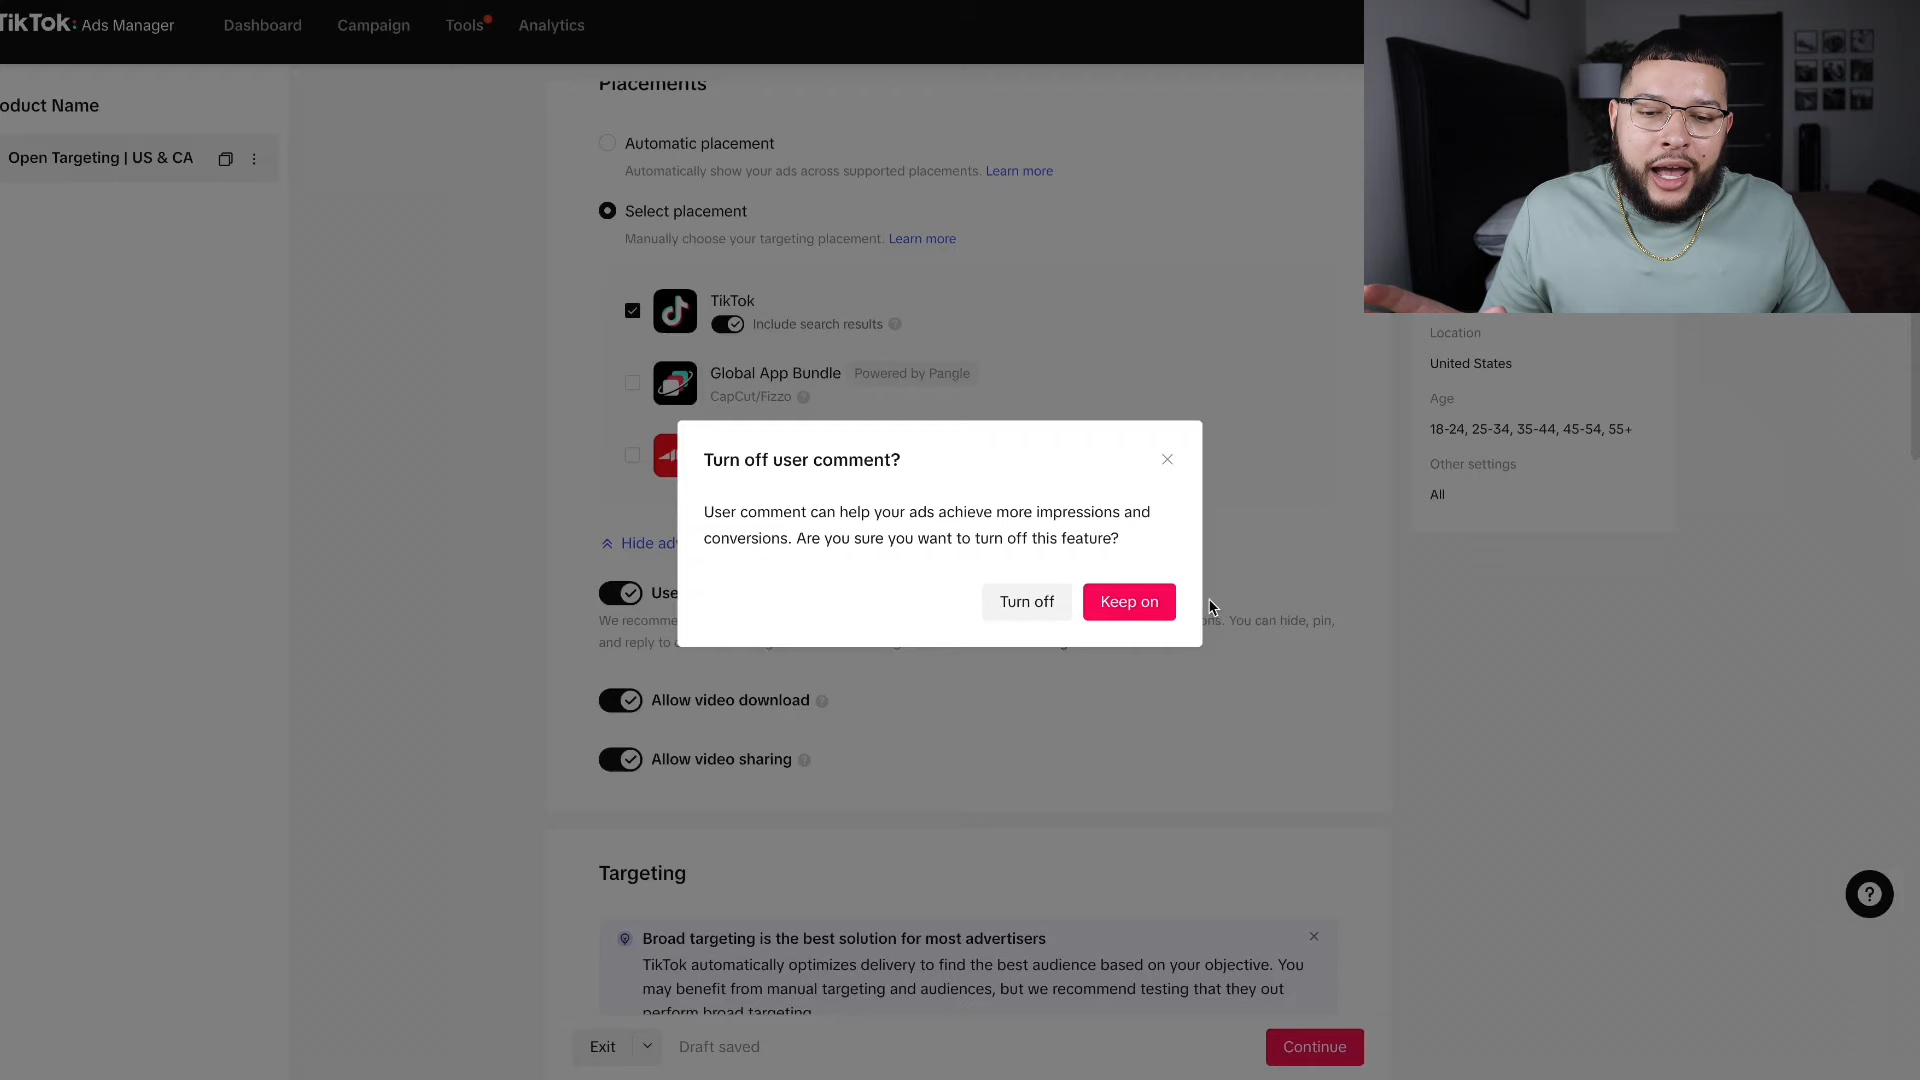 TikTok: Ads Manager
Dashboard
Campaign
Tools
Analytics
oduct Name
Open Targeting | US & CA
Placements
Automatic placement
Automatically show your ads across supported placements. Learn more
Select placement
Manually choose your targeting placement. Learn more
TikTok
Include search results
Global App Bundle Powered by Pangle
CapCut/Fizzo
Location
United States
Age
18-24, 25-34, 35-44, 45-54, 55+
Other settings
All
Turn off user comment?
User comment can help your ads achieve more impressions and
conversions. Are you sure you want to turn off this feature?
Turn off
Keep on
Hide ad
Use
We recomme
ns. You can hide, pin,
and reply to
Allow video download
Allow video sharing
Targeting
Broad targeting is the best solution for most advertisers
TikTok automatically optimizes delivery to find the best audience based on your objective. You
may benefit from manual targeting and audiences, but we recommend testing that they out
perform broad targeting.
Exit
Draft saved
Continue